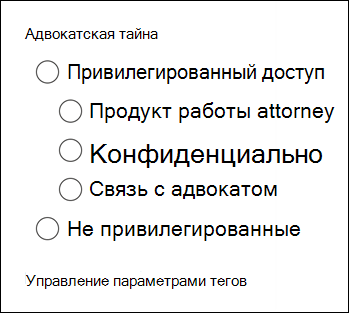 Адвокатская тайна
Привилегированный доступ
Продукт работы attorney
Конфиденциально
Связь с адвокатом
Не привилегированные
Управление параметрами тегов